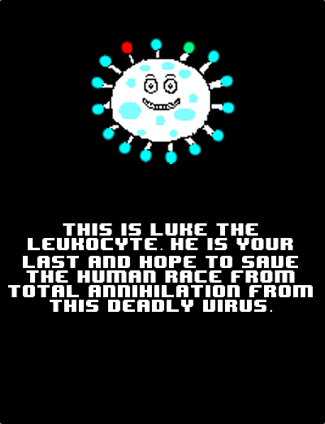 THIS IS LUKE THE
LEUKOCYTE. HE IS YOUR
LAST AND HOPE TO SAVE
THE HUMAN RACE FROM
TOTAL ANNIHILATION FROM
THIS DEADLY VIRUS.